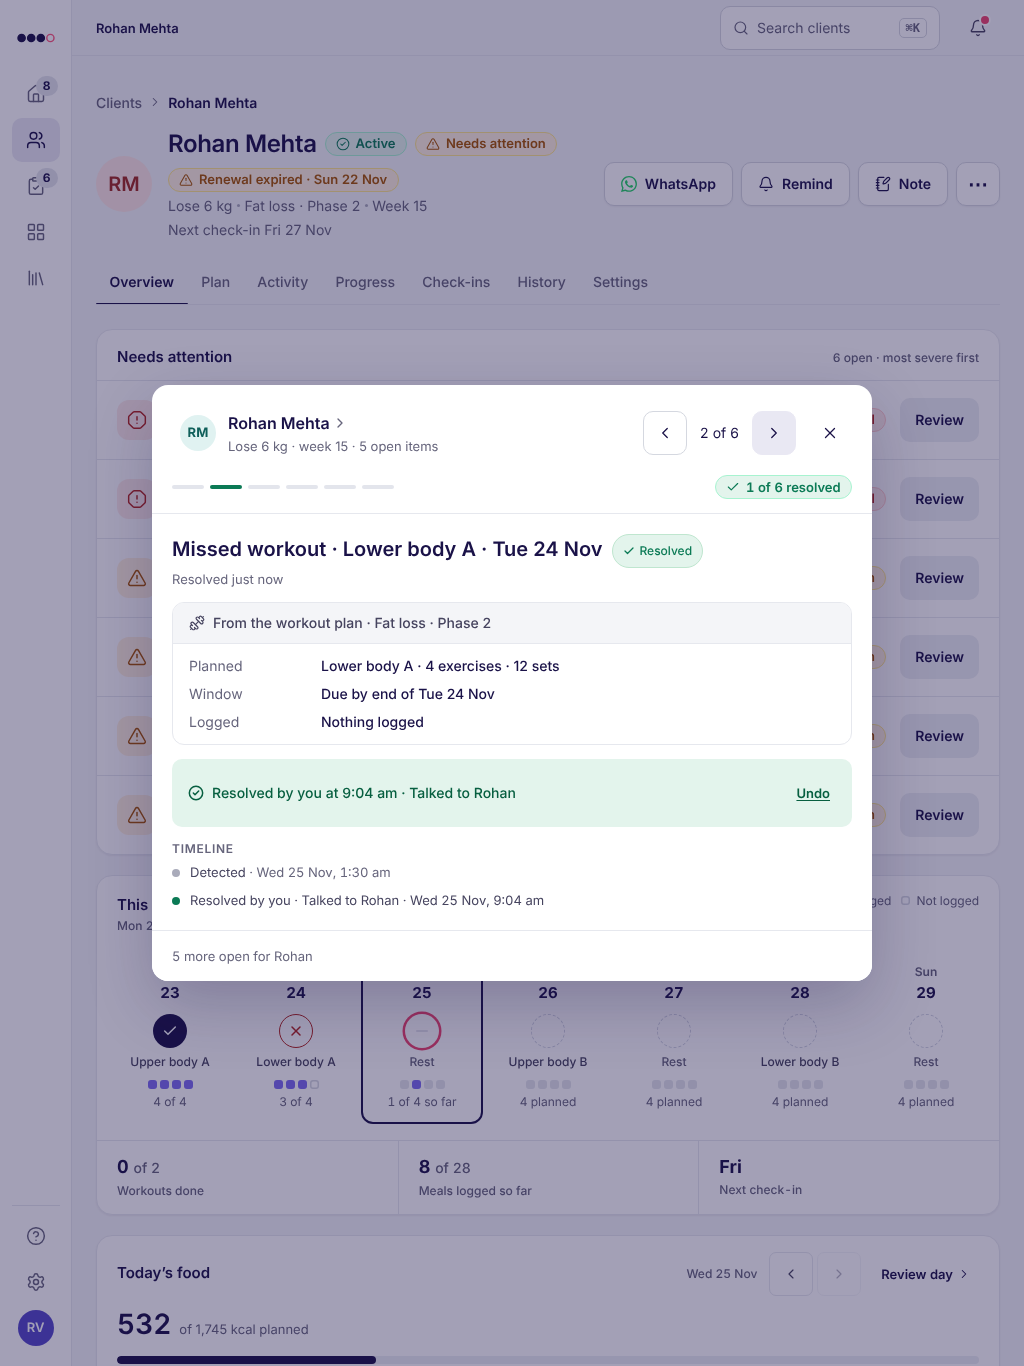 Rohan Mehta
Search clients
⌘K
8
6
Clients
Rohan Mehta
RM
Rohan Mehta
Active
Needs attention
Renewal expired · Sun 22 Nov
Lose 6 kg · Fat loss · Phase 2 · Week 15
Next check-in Fri 27 Nov
WhatsApp
Remind
Note
Overview
Plan
Activity
Progress
Check-ins
History
Settings
Needs attention
6 open · most severe first
Review
Review
Review
Review
Review
Review
RM
Rohan Mehta
Lose 6 kg · week 15 · 5 open items
2 of 6
1 of 6 resolved
Missed workout · Lower body A · Tue 24 Nov
Resolved
Resolved just now
From the workout plan · Fat loss · Phase 2
Planned
Lower body A · 4 exercises · 12 sets
Window
Due by end of Tue 24 Nov
Logged
Nothing logged
Resolved by you at 9:04 am · Talked to Rohan
Undo
TIMELINE
Detected · Wed 25 Nov, 1:30 am
Resolved by you · Talked to Rohan · Wed 25 Nov, 9:04 am
5 more open for Rohan
This
Not logged
Sun
23
24
25
26
27
28
29
Upper body A
Lower body A
Rest
Upper body B
Rest
Lower body B
Rest
4 of 4
3 of 4
1 of 4 so far
4 planned
4 planned
4 planned
4 planned
0 of 2
Workouts done
8 of 28
Meals logged so far
Fri
Next check-in
Today's food
Wed 25 Nov
Review day
532 of 1,745 kcal planned
RV